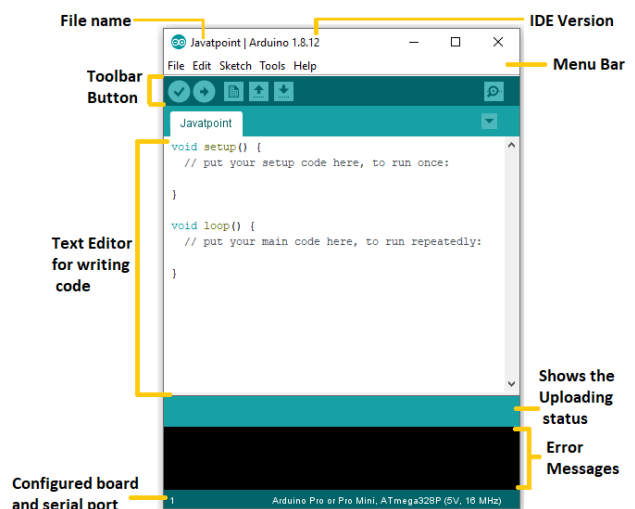 File name
IDE Version
Javatpoint | Arduino 1.8.12
File Edit Sketch Tools Help
Menu Bar
Toolbar
Button
Javatpoint
void setup() {
// put your setup code here, to run once:
}
void loop() {
// put your main code here, to run repeatedly:
}
Text Editor
for writing
code
Shows the
Uploading
status
Error
Messages
Configured board
and serial port
1
Arduino Pro or Pro Mini, ATmega328P (5V, 16 MHz)